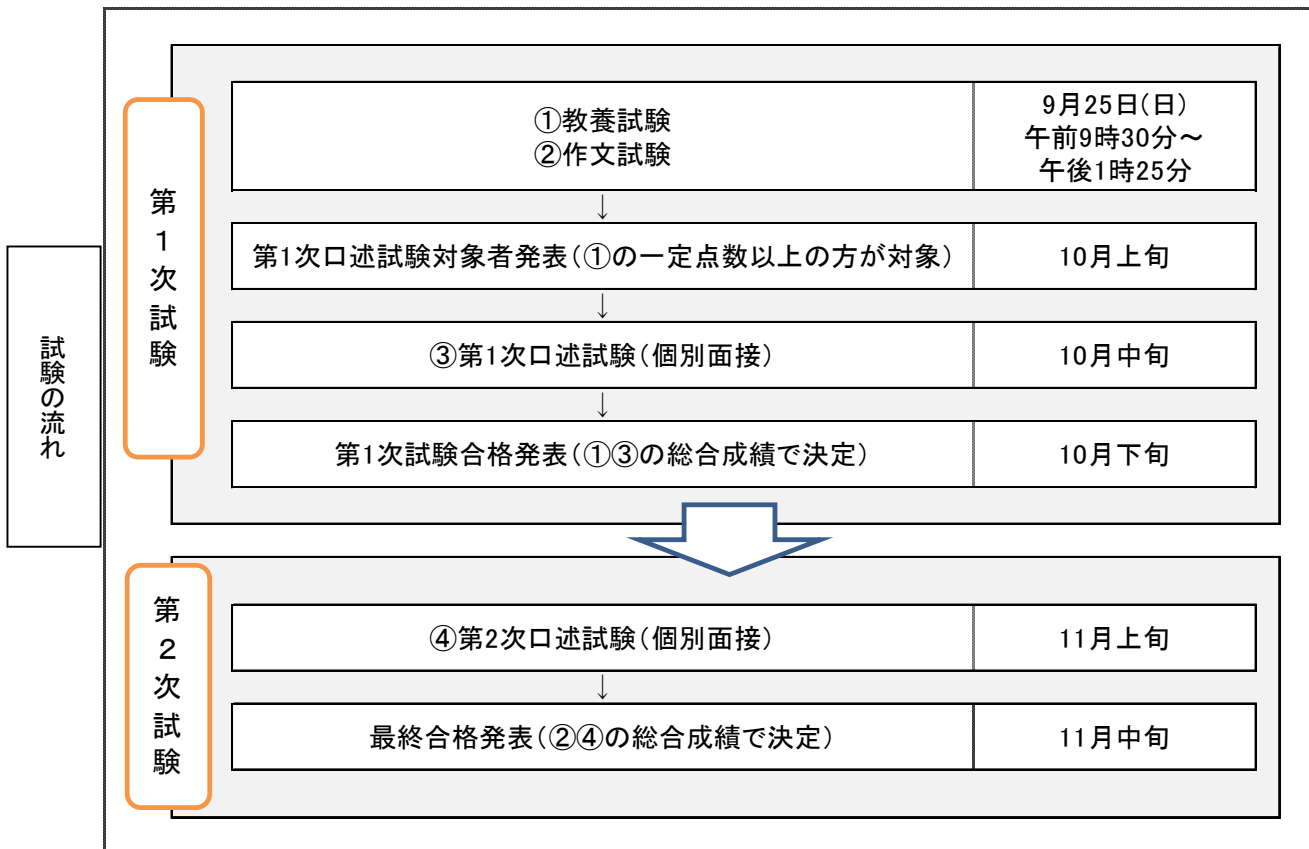 試験の流れ
第1次試験
①教養試験
②作文試験
9月25日(日)
午前9時30分～
午後1時25分
↓
第1次口述試験対象者発表(①の一定点数以上の方が対象)
10月上旬
↓
③第1次口述試験(個別面接)
10月中旬
↓
第1次試験合格発表(①③の総合成績で決定)
10月下旬
第2次試験
④第2次口述試験(個別面接)
11月上旬
↓
最終合格発表(②④の総合成績で決定)
11月中旬